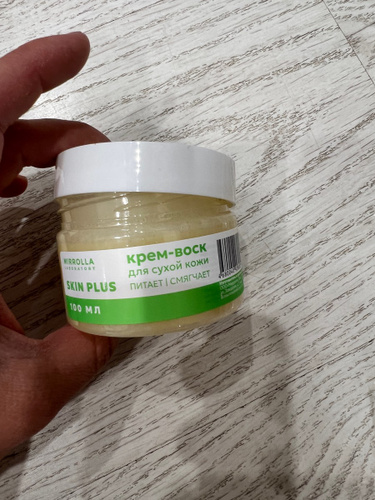 MIRROLLA
LABORATORY
SKIN PLUS
100 МЛ
крем-воск
для сухой кожи
ПИТАЕТ | СМЯГЧАЕТ